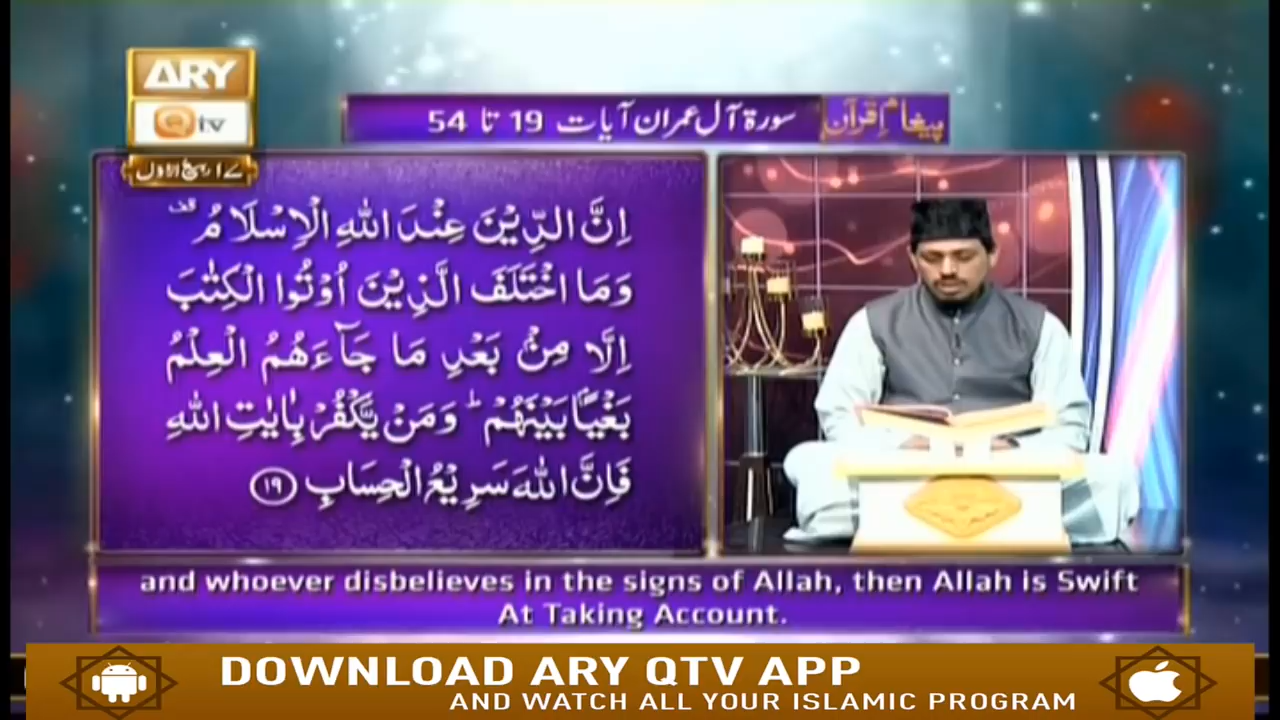 ARY
Qtv
١٧ ربیع الاول
پیغام قرآن
سورۃ آل عمران آیات 19 تا 54
اِنَّ الدِّیْنَ عِنْدَ اللّٰهِ الْاِسْلَامُ ۫
وَمَا اخْتَلَفَ الَّذِیْنَ اُوْتُوا الْكِتٰبَ
اِلَّا مِنْۢ بَعْدِ مَا جَآءَهُمُ الْعِلْمُ
بَغْیًۢا بَیْنَهُمْ ؕ وَمَنْ یَّكْفُرْ بِاٰیٰتِ اللّٰهِ
فَاِنَّ اللّٰهَ سَرِیْعُ الْحِسَابِ ﴿۱۹﴾
and whoever disbelieves in the signs of Allah, then Allah is Swift
At Taking Account.
DOWNLOAD ARY QTV APP
AND WATCH ALL YOUR ISLAMIC PROGRAM